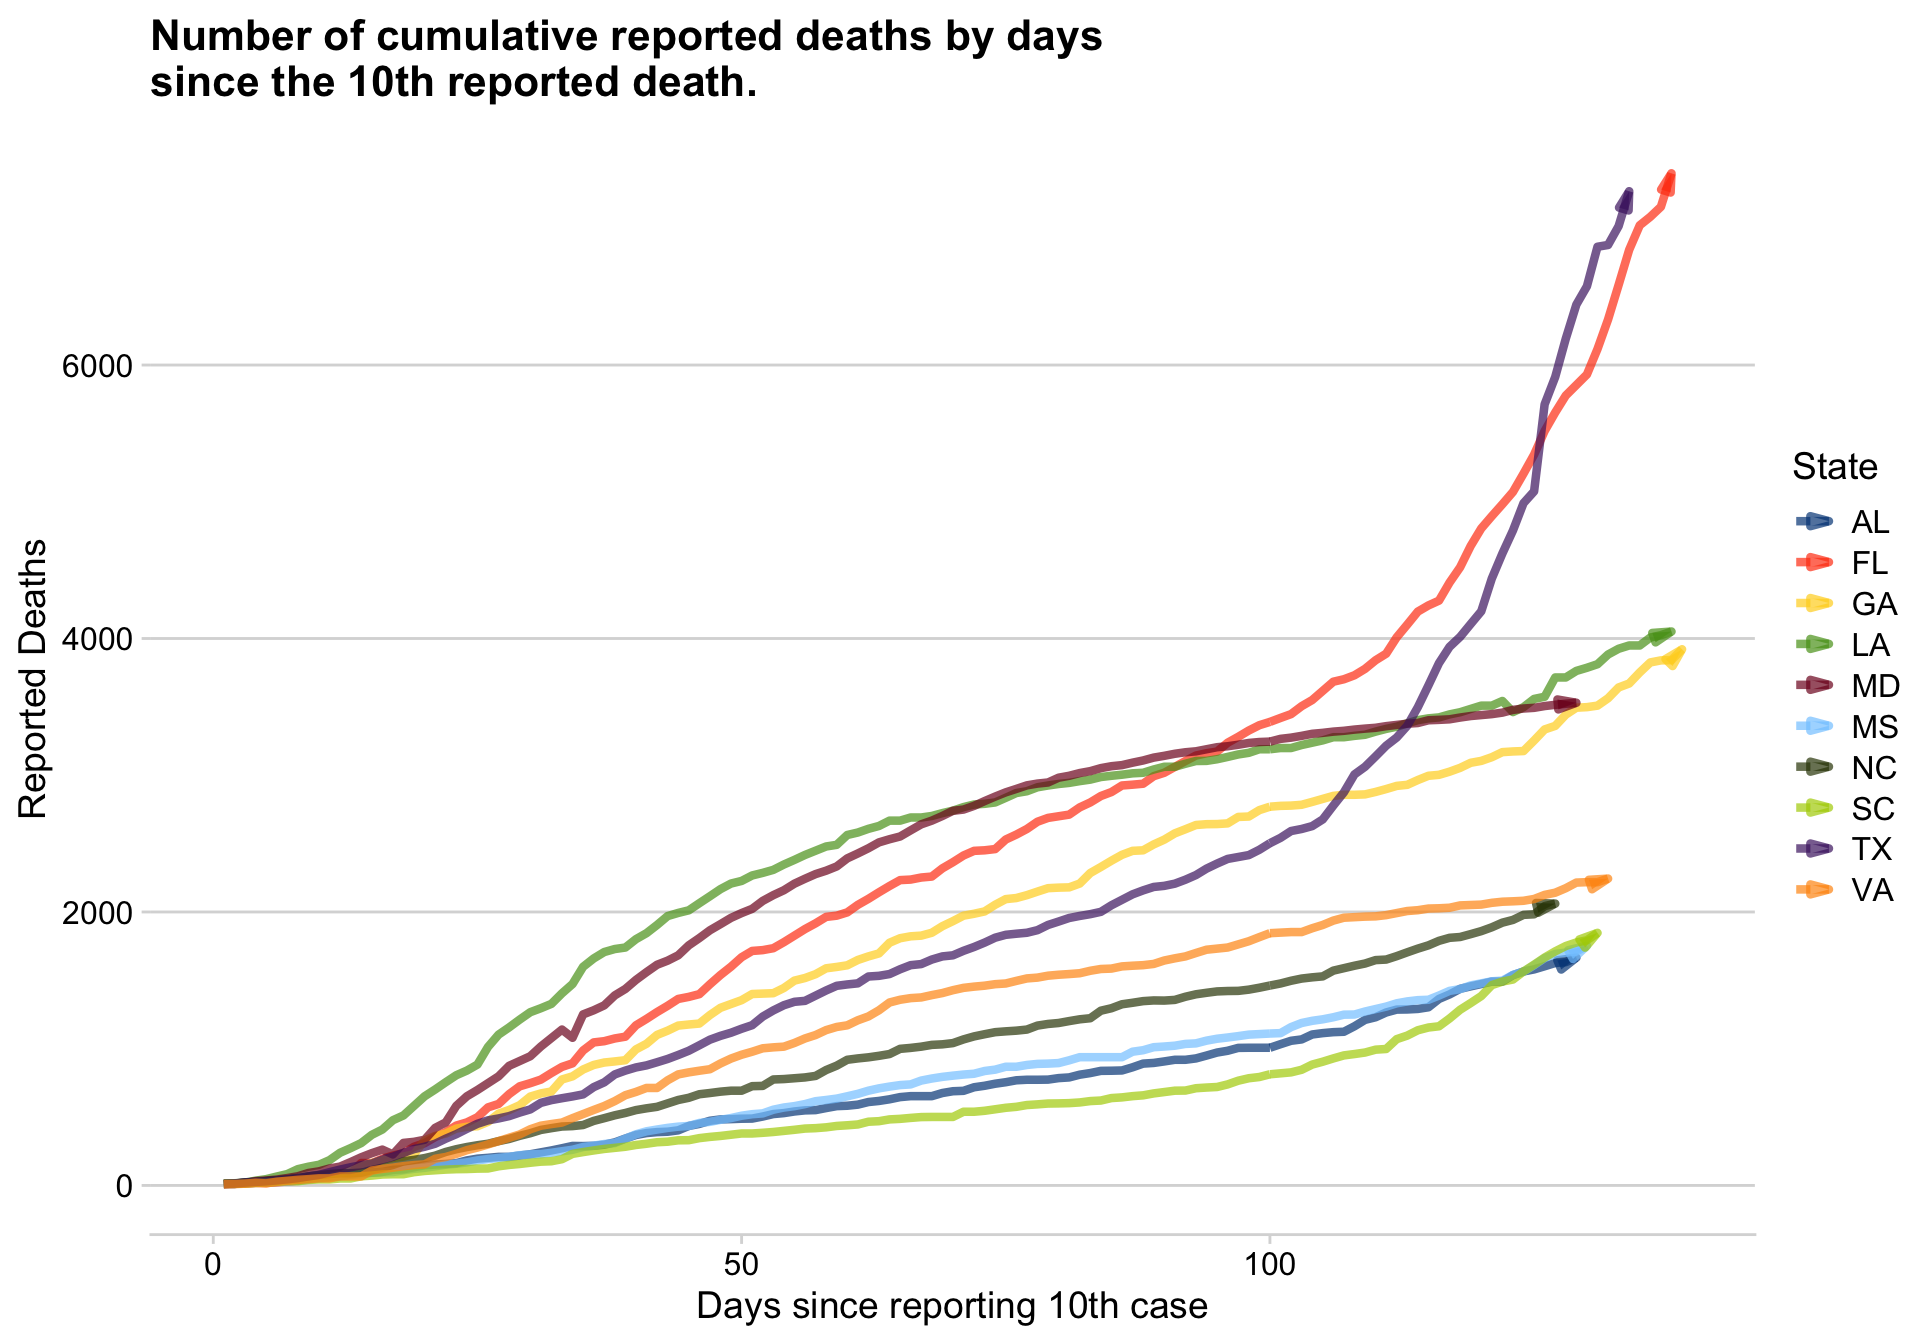 Number of cumulative reported deaths by days
since the 10th reported death.
Reported Deaths
6000
4000
2000
0
0
50
100
Days since reporting 10th case
State
AL
FL
GA
LA
MD
MS
NC
SC
TX
VA